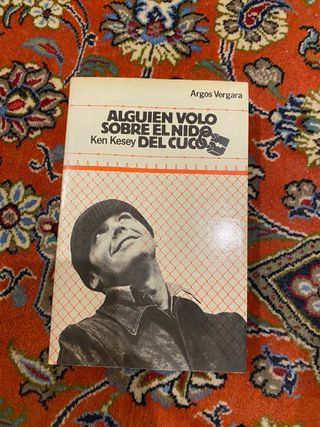 Argos Vergara
ALGUIEN VOLO
SOBRE EL NIDO
Ken Kesey DEL CUCO